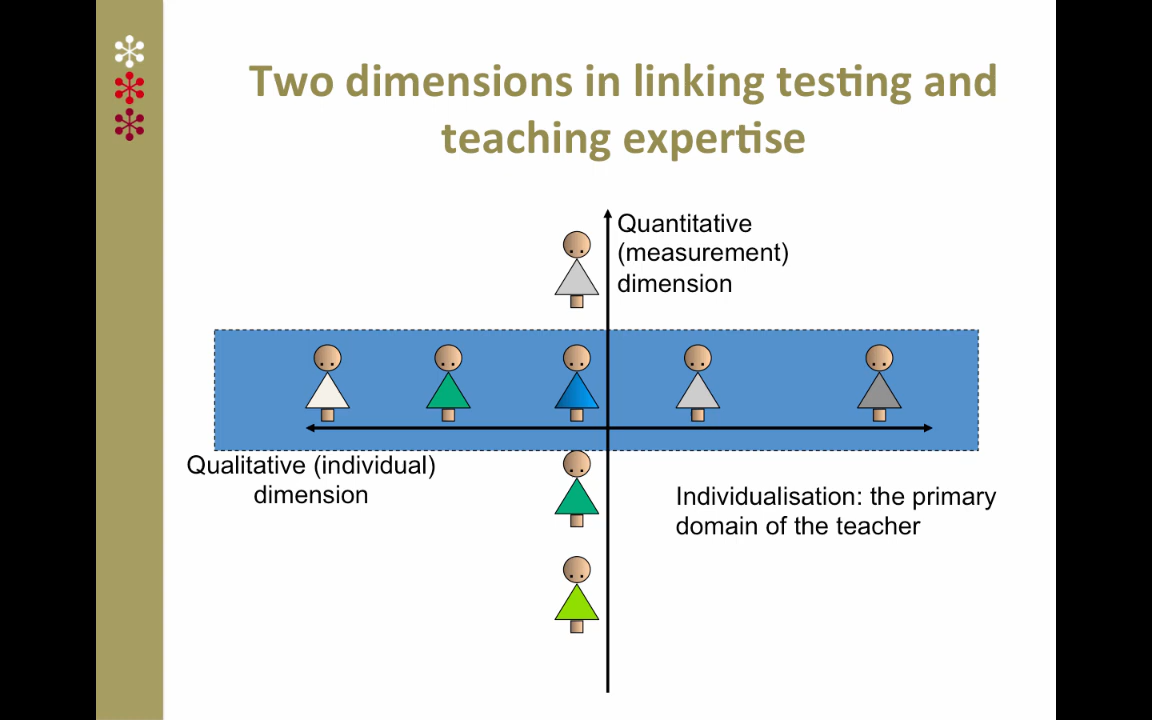 Two dimensions in linking testing and
teaching expertise
Quantitative
(measurement)
dimension
Qualitative (individual)
dimension
Individualisation: the primary
domain of the teacher